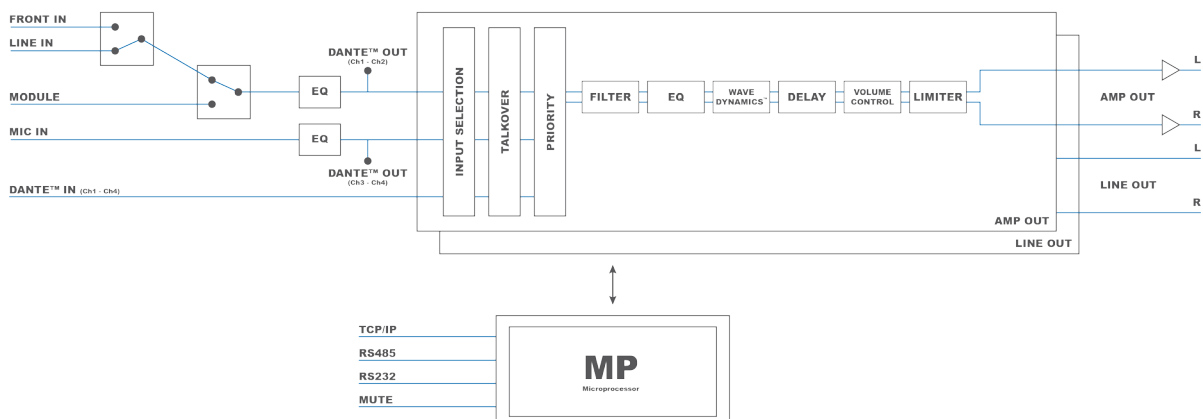 FRONT IN
LINE IN
MODULE
MIC IN
DANTE™ IN (Ch1 - Ch4)
EQ
DANTE™ OUT
(Ch1 - Ch2)
EQ
DANTE™ OUT
(Ch3 - Ch4)
INPUT SELECTION
TALKOVER
PRIORITY
FILTER
EQ
WAVE
DYNAMICS™
DELAY
VOLUME
CONTROL
LIMITER
AMP OUT
LINE OUT
L
AMP OUT
R
L
LINE OUT
R
TCP/IP
RS485
RS232
MUTE
MP
Microprocessor